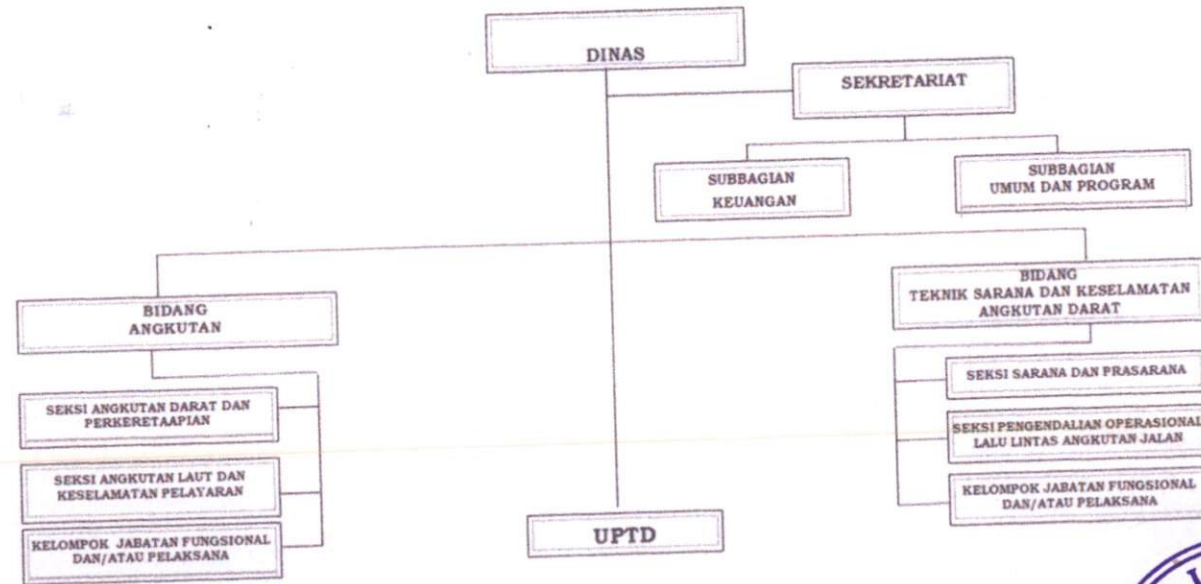 DINAS
SEKRETARIAT
SUBBAGIAN
KEUANGAN
SUBBAGIAN
UMUM DAN PROGRAM
BIDANG
ANGKUTAN
SEKSI ANGKUTAN DARAT DAN
PERKERETAAPIAN
SEKSI ANGKUTAN LAUT DAN
KESELAMATAN PELAYARAN
KELOMPOK JABATAN FUNGSIONAL
DAN/ATAU PELAKSANA
BIDANG
TEKNIK SARANA DAN KESELAMATAN
ANGKUTAN DARAT
SEKSI SARANA DAN PRASARANA
SEKSI PENGENDALIAN OPERASIONAL
LALU LINTAS ANGKUTAN JALAN
KELOMPOK JABATAN FUNGSIONAL
DAN/ATAU PELAKSANA
UPTD